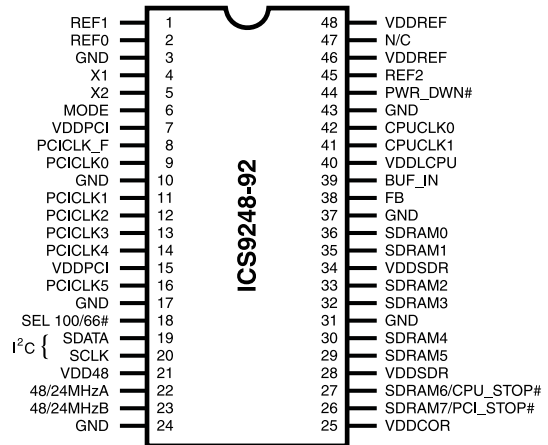 REF1 1 48 VDDREF
REF0 2 47 N/C
GND 3 46 VDDREF
X1 4 45 REF2
X2 5 44 PWR_DWN#
MODE 6 43 GND
VDDPCI 7 42 CPUCLK0
PCICLK_F 8 41 CPUCLK1
PCICLK0 9 40 VDDLCPU
GND 10 39 BUF_IN
PCICLK1 11 38 FB
PCICLK2 12 37 GND
PCICLK3 13 36 SDRAM0
PCICLK4 14 35 SDRAM1
VDDPCI 15 34 VDDSDR
PCICLK5 16 33 SDRAM2
GND 17 32 SDRAM3
SEL 100/66# 18 31 GND
I²C { SDATA 19 30 SDRAM4
SCLK 20 29 SDRAM5
VDD48 21 28 VDDSDR
48/24MHzA 22 27 SDRAM6/CPU_STOP#
48/24MHzB 23 26 SDRAM7/PCI_STOP#
GND 24 25 VDDCOR
ICS9248-92